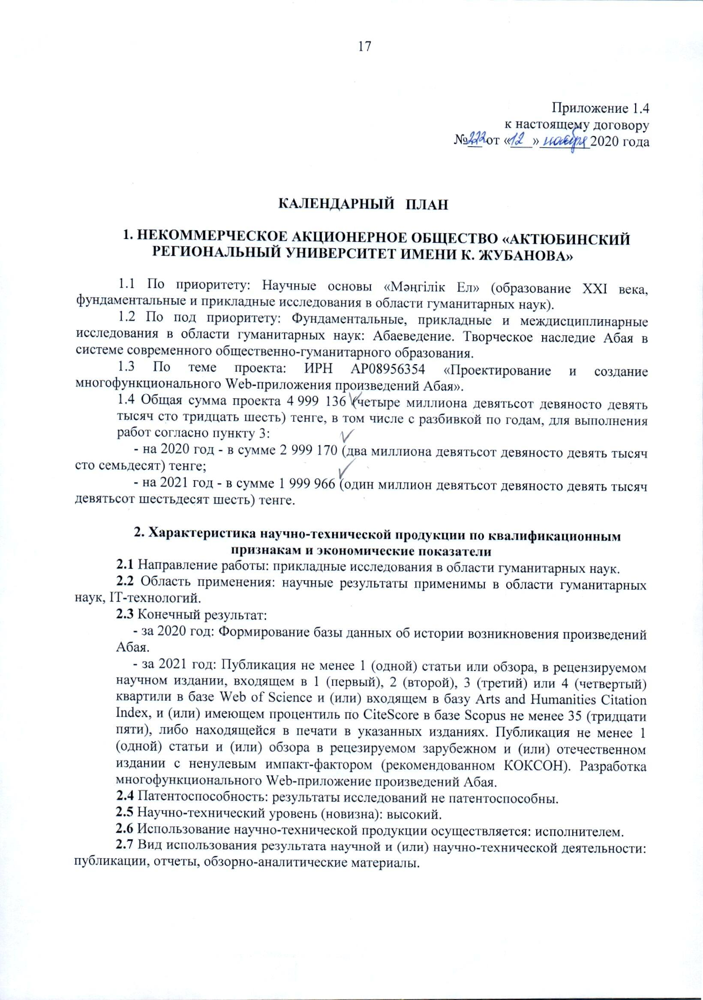 17
Приложение 1.4
к настоящему договору
№222 от «12» ноября 2020 года
КАЛЕНДАРНЫЙ ПЛАН
1. НЕКОММЕРЧЕСКОЕ АКЦИОНЕРНОЕ ОБЩЕСТВО «АКТЮБИНСКИЙ
РЕГИОНАЛЬНЫЙ УНИВЕРСИТЕТ ИМЕНИ К. ЖУБАНОВА»
1.1 По приоритету: Научные основы «Мәңгілік Ел» (образование XXI века,
фундаментальные и прикладные исследования в области гуманитарных наук).
1.2 По под приоритету: Фундаментальные, прикладные и междисциплинарные
исследования в области гуманитарных наук: Абаеведение. Творческое наследие Абая в
системе современного общественно-гуманитарного образования.
1.3 По теме проекта: ИРН АР08956354 «Проектирование и создание
многофункционального Web-приложения произведений Абая».
1.4 Общая сумма проекта 4 999 136 (четыре миллиона девятьсот девяносто девять
тысяч сто тридцать шесть) тенге, в том числе с разбивкой по годам, для выполнения
работ согласно пункту 3:
- на 2020 год - в сумме 2 999 170 (два миллиона девятьсот девяносто девять тысяч
сто семьдесят) тенге;
- на 2021 год - в сумме 1 999 966 (один миллион девятьсот девяносто девять тысяч
девятьсот шестьдесят шесть) тенге.
2. Характеристика научно-технической продукции по квалификационным
признакам и экономические показатели
2.1 Направление работы: прикладные исследования в области гуманитарных наук.
2.2 Область применения: научные результаты применимы в области гуманитарных
наук, IT-технологий.
2.3 Конечный результат:
- за 2020 год: Формирование базы данных об истории возникновения произведений
Абая.
- за 2021 год: Публикация не менее 1 (одной) статьи или обзора, в рецензируемом
научном издании, входящем в 1 (первый), 2 (второй), 3 (третий) или 4 (четвертый)
квартили в базе Web of Science и (или) входящем в базу Arts and Humanities Citation
Index, и (или) имеющем процентиль по CiteScore в базе Scopus не менее 35 (тридцати
пяти), либо находящейся в печати в указанных изданиях. Публикация не менее 1
(одной) статьи и (или) обзора в рецезируемом зарубежном и (или) отечественном
издании с ненулевым импакт-фактором (рекомендованном КОКСОН). Разработка
многофункционального Web-приложение произведений Абая.
2.4 Патентоспособность: результаты исследований не патентоспособны.
2.5 Научно-технический уровень (новизна): высокий.
2.6 Использование научно-технической продукции осуществляется: исполнителем.
2.7 Вид использования результата научной и (или) научно-технической деятельности:
публикации, отчеты, обзорно-аналитические материалы.